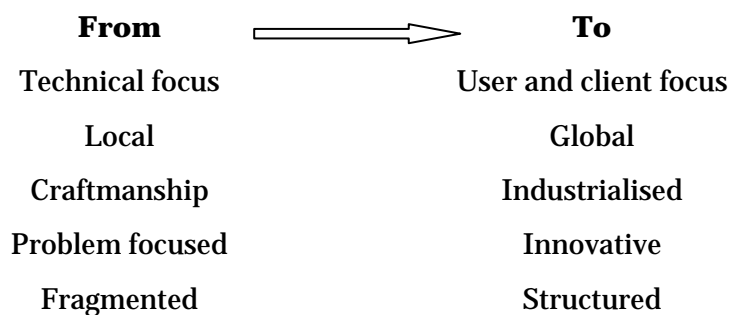 From To
Technical focus User and client focus
Local Global
Craftmanship Industrialised
Problem focused Innovative
Fragmented Structured